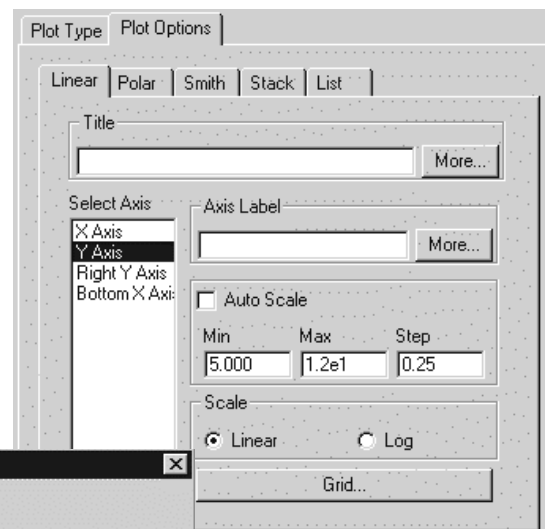 Plot Type Plot Options
Linear Polar Smith Stack List
Title
More...
Select Axis
X Axis
Y Axis
Right Y Axis
Bottom X Axi
Axis Label
More...
Auto Scale
Min Max Step
5.000 1.2e1 0.25
Scale
Linear Log
Grid...